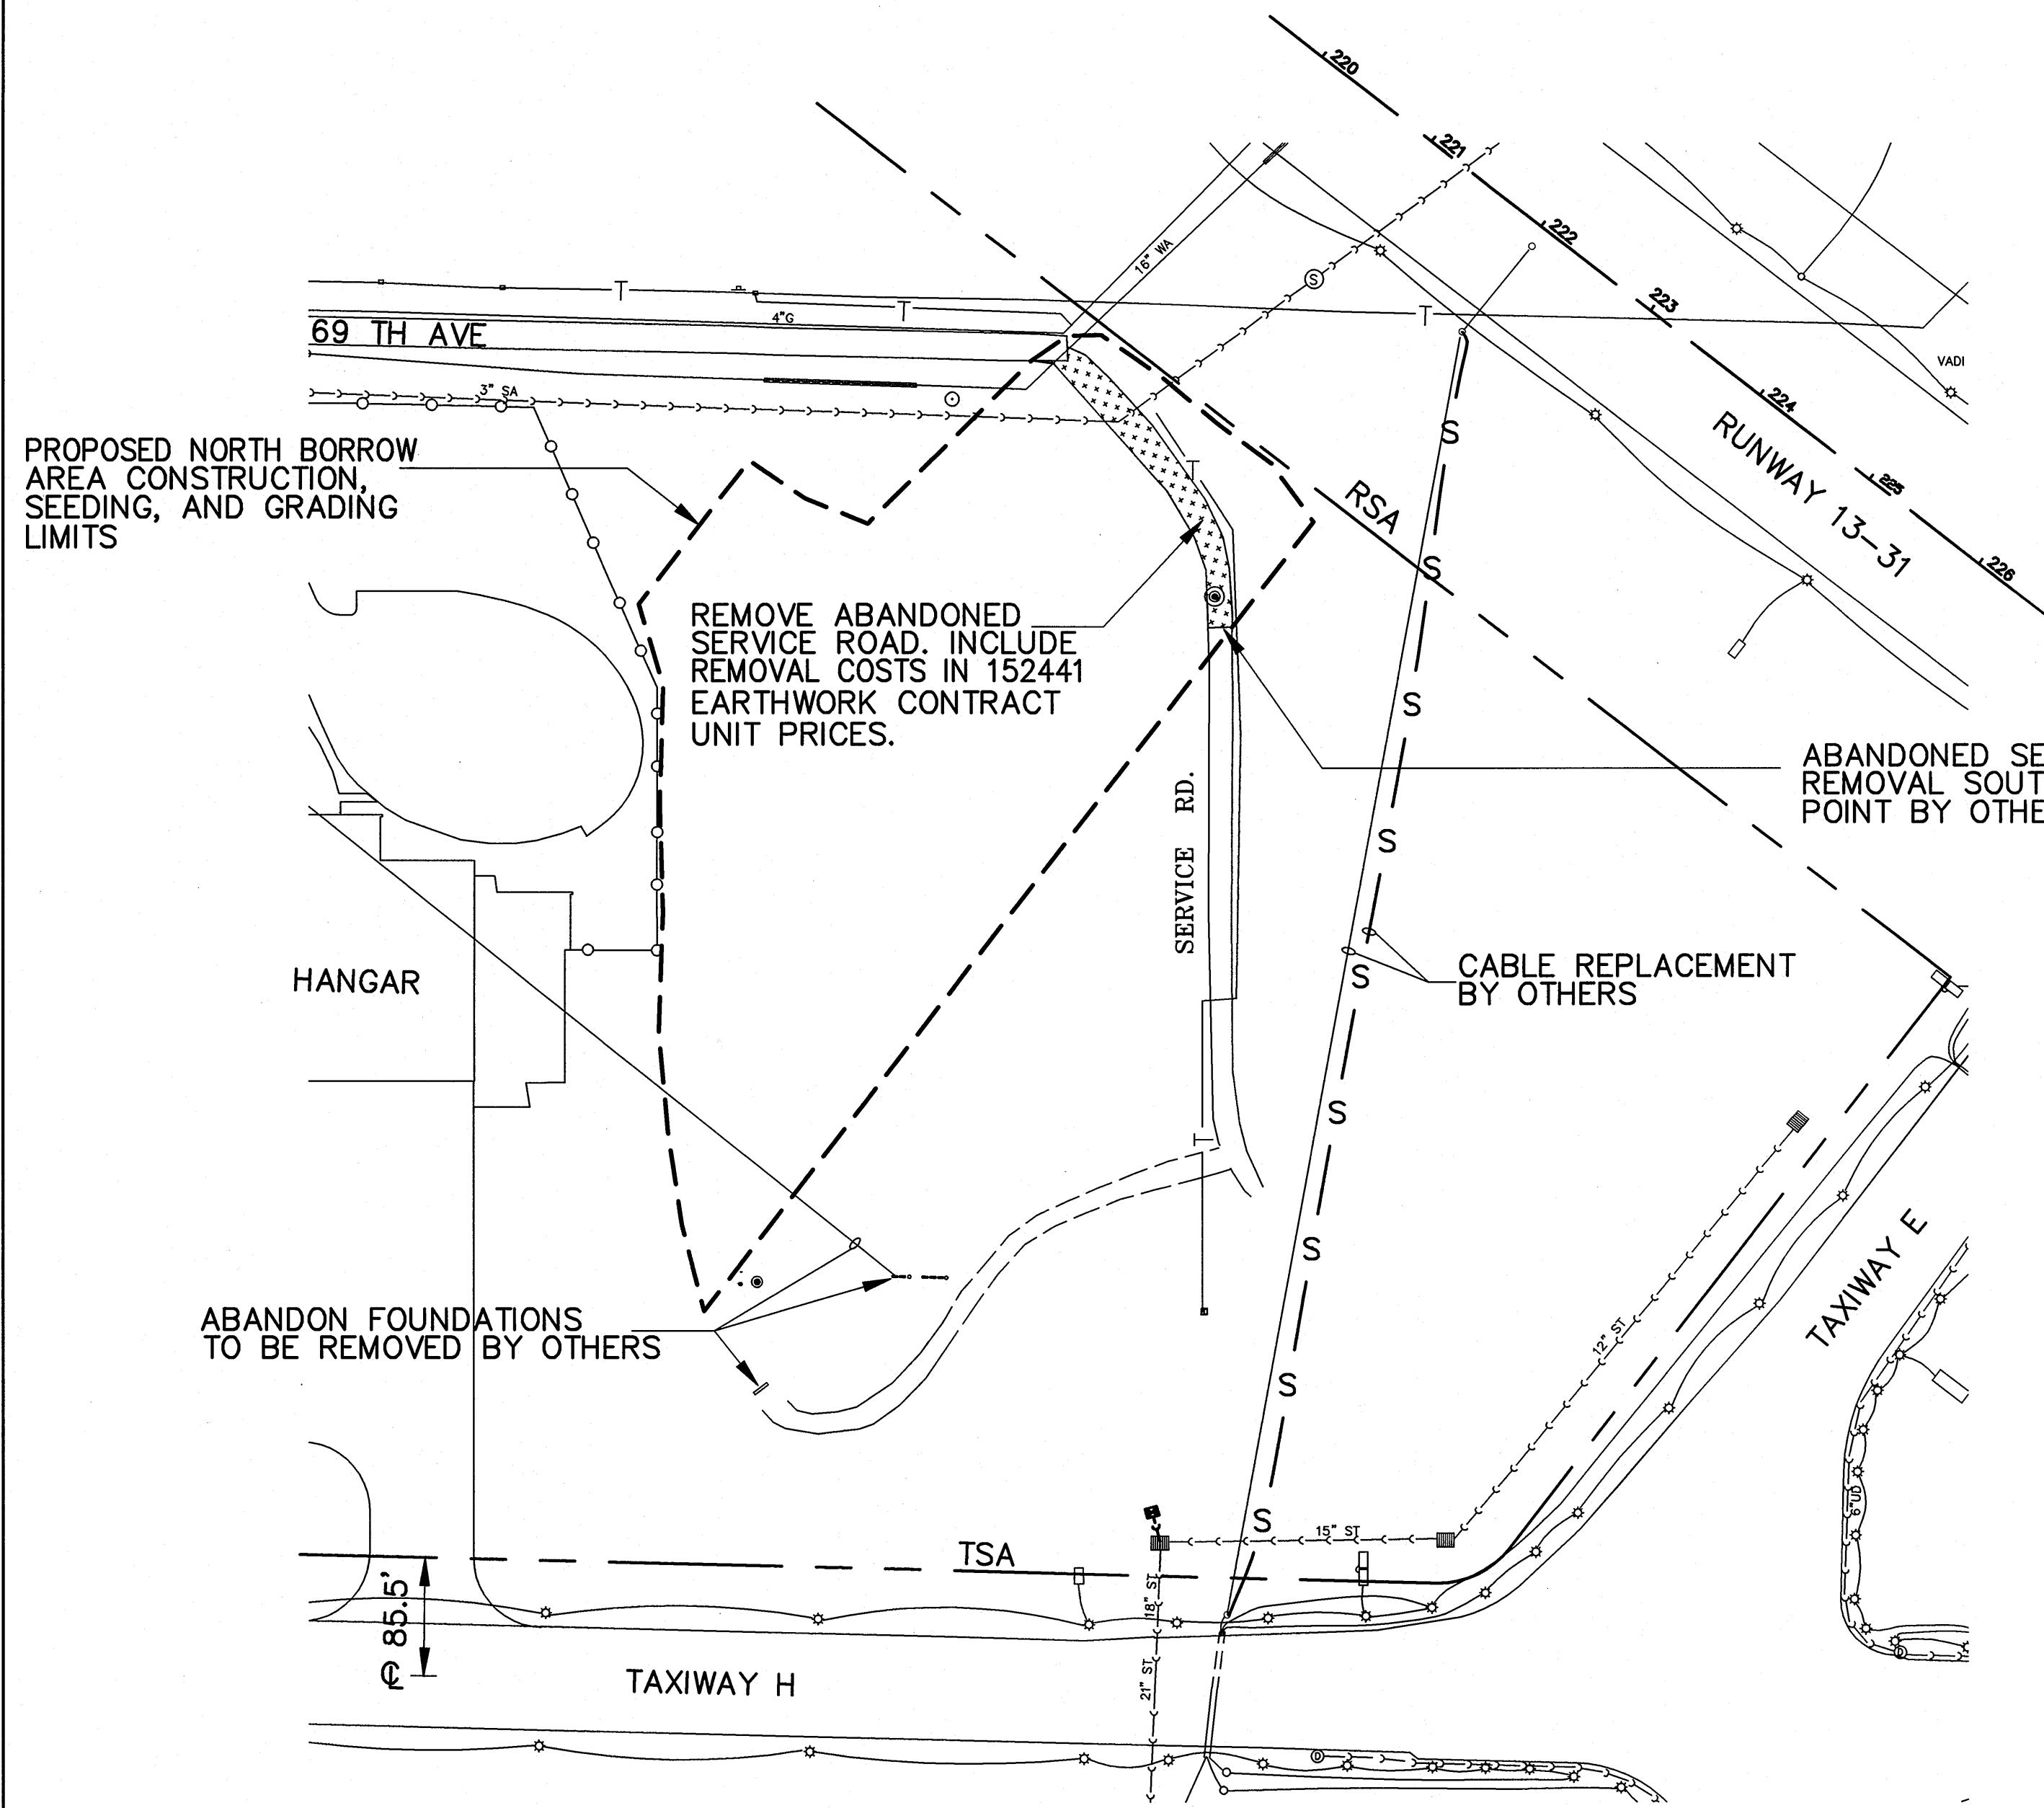 220
221
222
223
224
225
226
16" WA
S
T
T
T
4"G
69 TH AVE
3" SA
VADI
RUNWAY 13-31
PROPOSED NORTH BORROW
AREA CONSTRUCTION,
SEEDING, AND GRADING
LIMITS
T
RSA
S
S
S
S
S
S
S
S
S
REMOVE ABANDONED
SERVICE ROAD. INCLUDE
REMOVAL COSTS IN 152441
EARTHWORK CONTRACT
UNIT PRICES.
ABANDONED SE
REMOVAL SOUT
POINT BY OTHE
SERVICE RD.
HANGAR
CABLE REPLACEMENT
BY OTHERS
T
TAXIWAY E
ABANDON FOUNDATIONS
TO BE REMOVED BY OTHERS
12" ST
6"UD
15" ST
TSA
18" ST
85.5'
℄
D
TAXIWAY H
21" ST
D